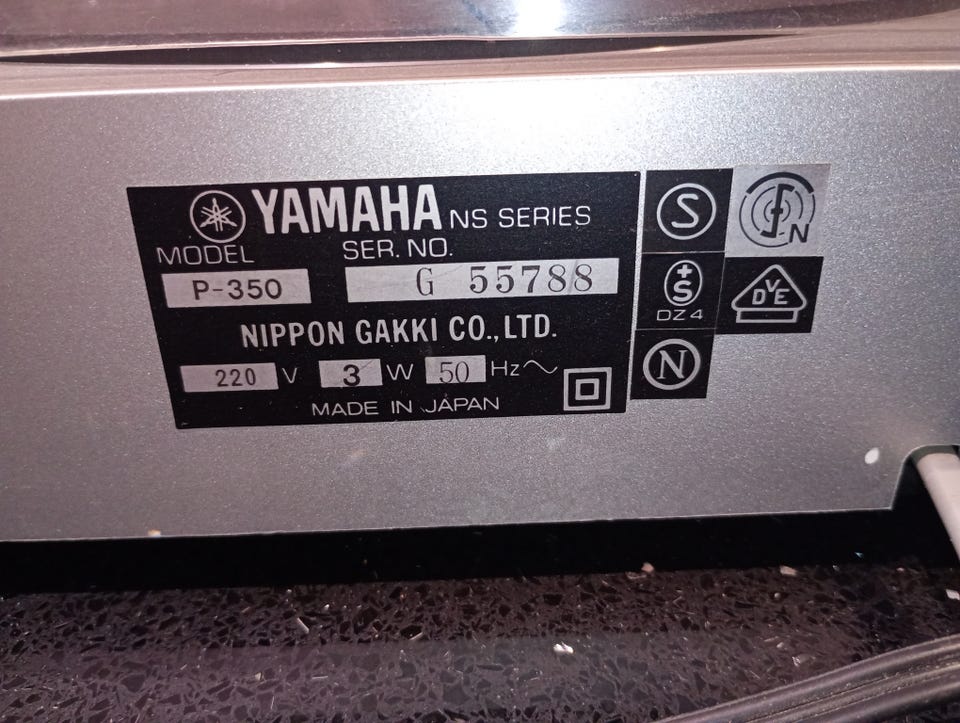 YAMAHA NS SERIES
MODEL SER. NO.
P-350 G 55788
NIPPON GAKKI CO., LTD.
220 V 3 W 50 Hz~
MADE IN JAPAN
S
N
+S
DZ4
DVE
N